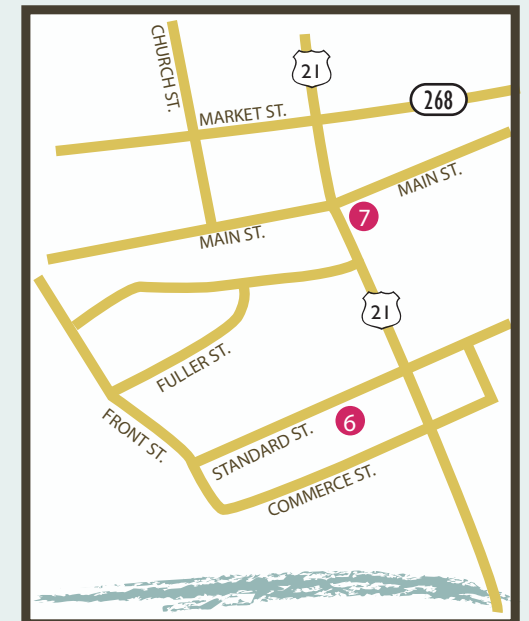 CHURCH ST.
21
268
MARKET ST.
MAIN ST.
7
MAIN ST.
21
FULLER ST.
6
FRONT ST.
STANDARD ST.
COMMERCE ST.